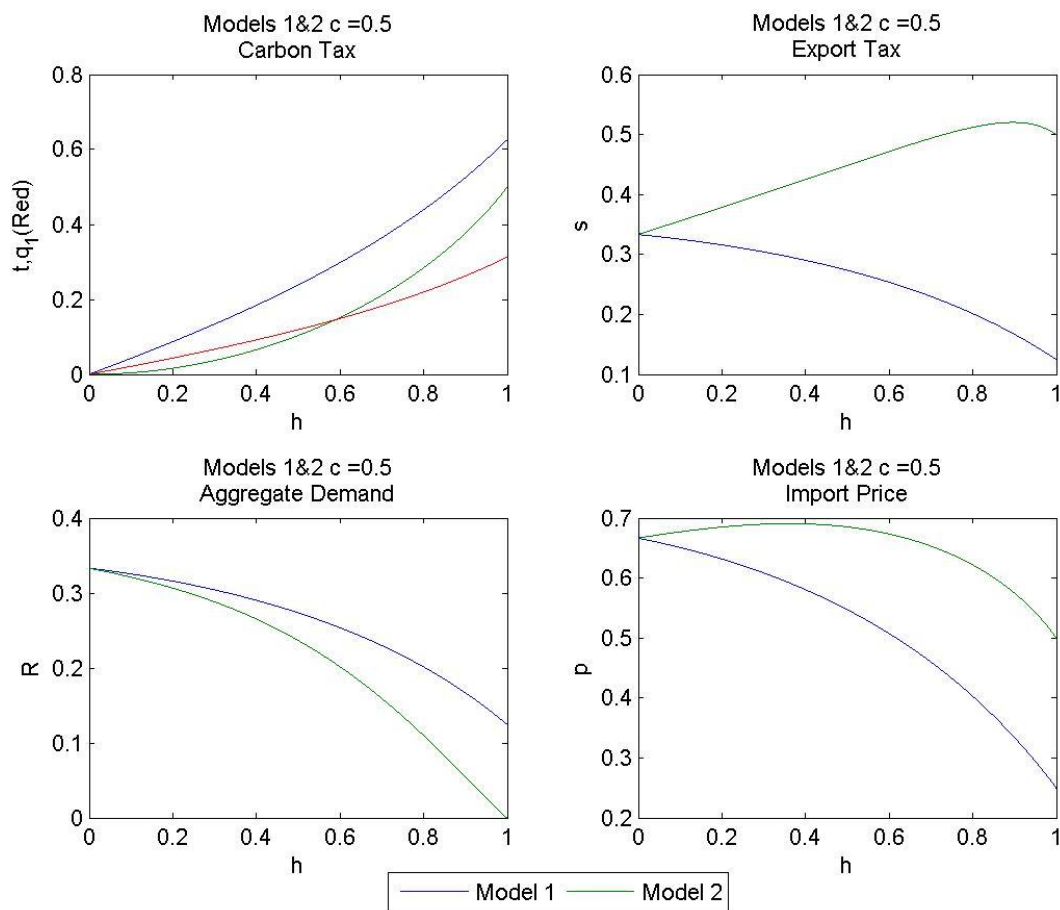 Models 1&2 c =0.5
Carbon Tax
0.8
0.6
0.4
0.2
0
t,q1(Red)
0 0.2 0.4 0.6 0.8 1
h
Models 1&2 c =0.5
Export Tax
0.6
0.5
0.4
0.3
0.2
0.1
s
0 0.2 0.4 0.6 0.8 1
h
Models 1&2 c =0.5
Aggregate Demand
0.4
0.3
0.2
0.1
0
R
0 0.2 0.4 0.6 0.8 1
h
Models 1&2 c =0.5
Import Price
0.7
0.6
0.5
0.4
0.3
0.2
p
0 0.2 0.4 0.6 0.8 1
h
Model 1 Model 2